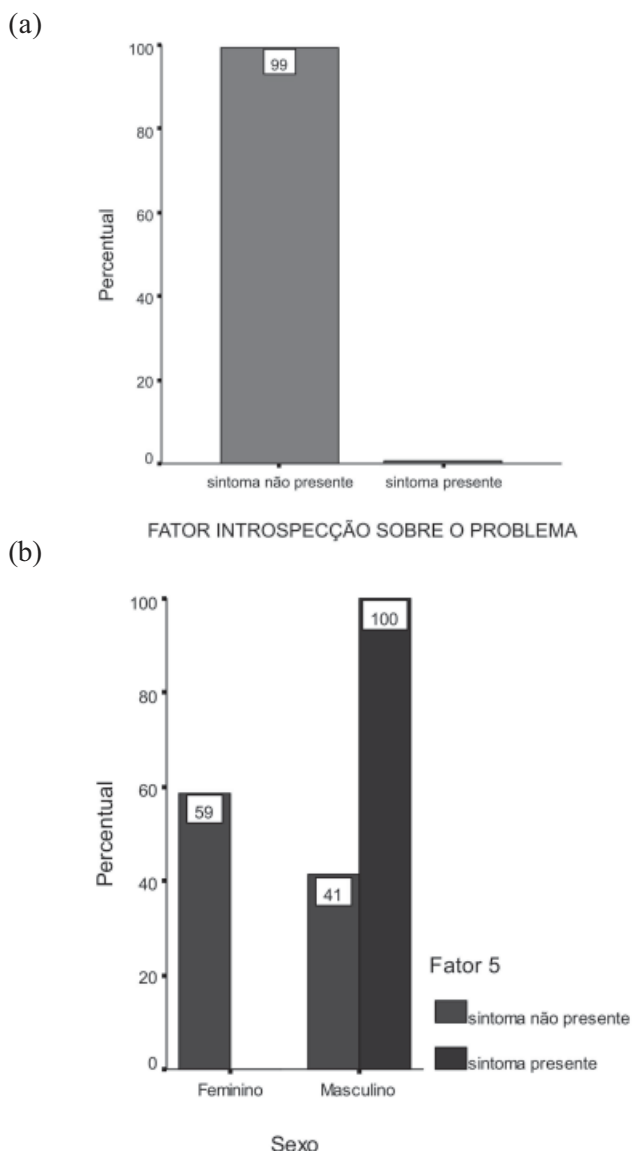 (a)
Percentual
100
80
60
40
20
0
99
sintoma não presente
sintoma presente
FATOR INTROSPECÇÃO SOBRE O PROBLEMA
(b)
Percentual
100
80
60
40
20
0
59
41
100
Feminino
Masculino
Sexo
Fator 5
sintoma não presente
sintoma presente